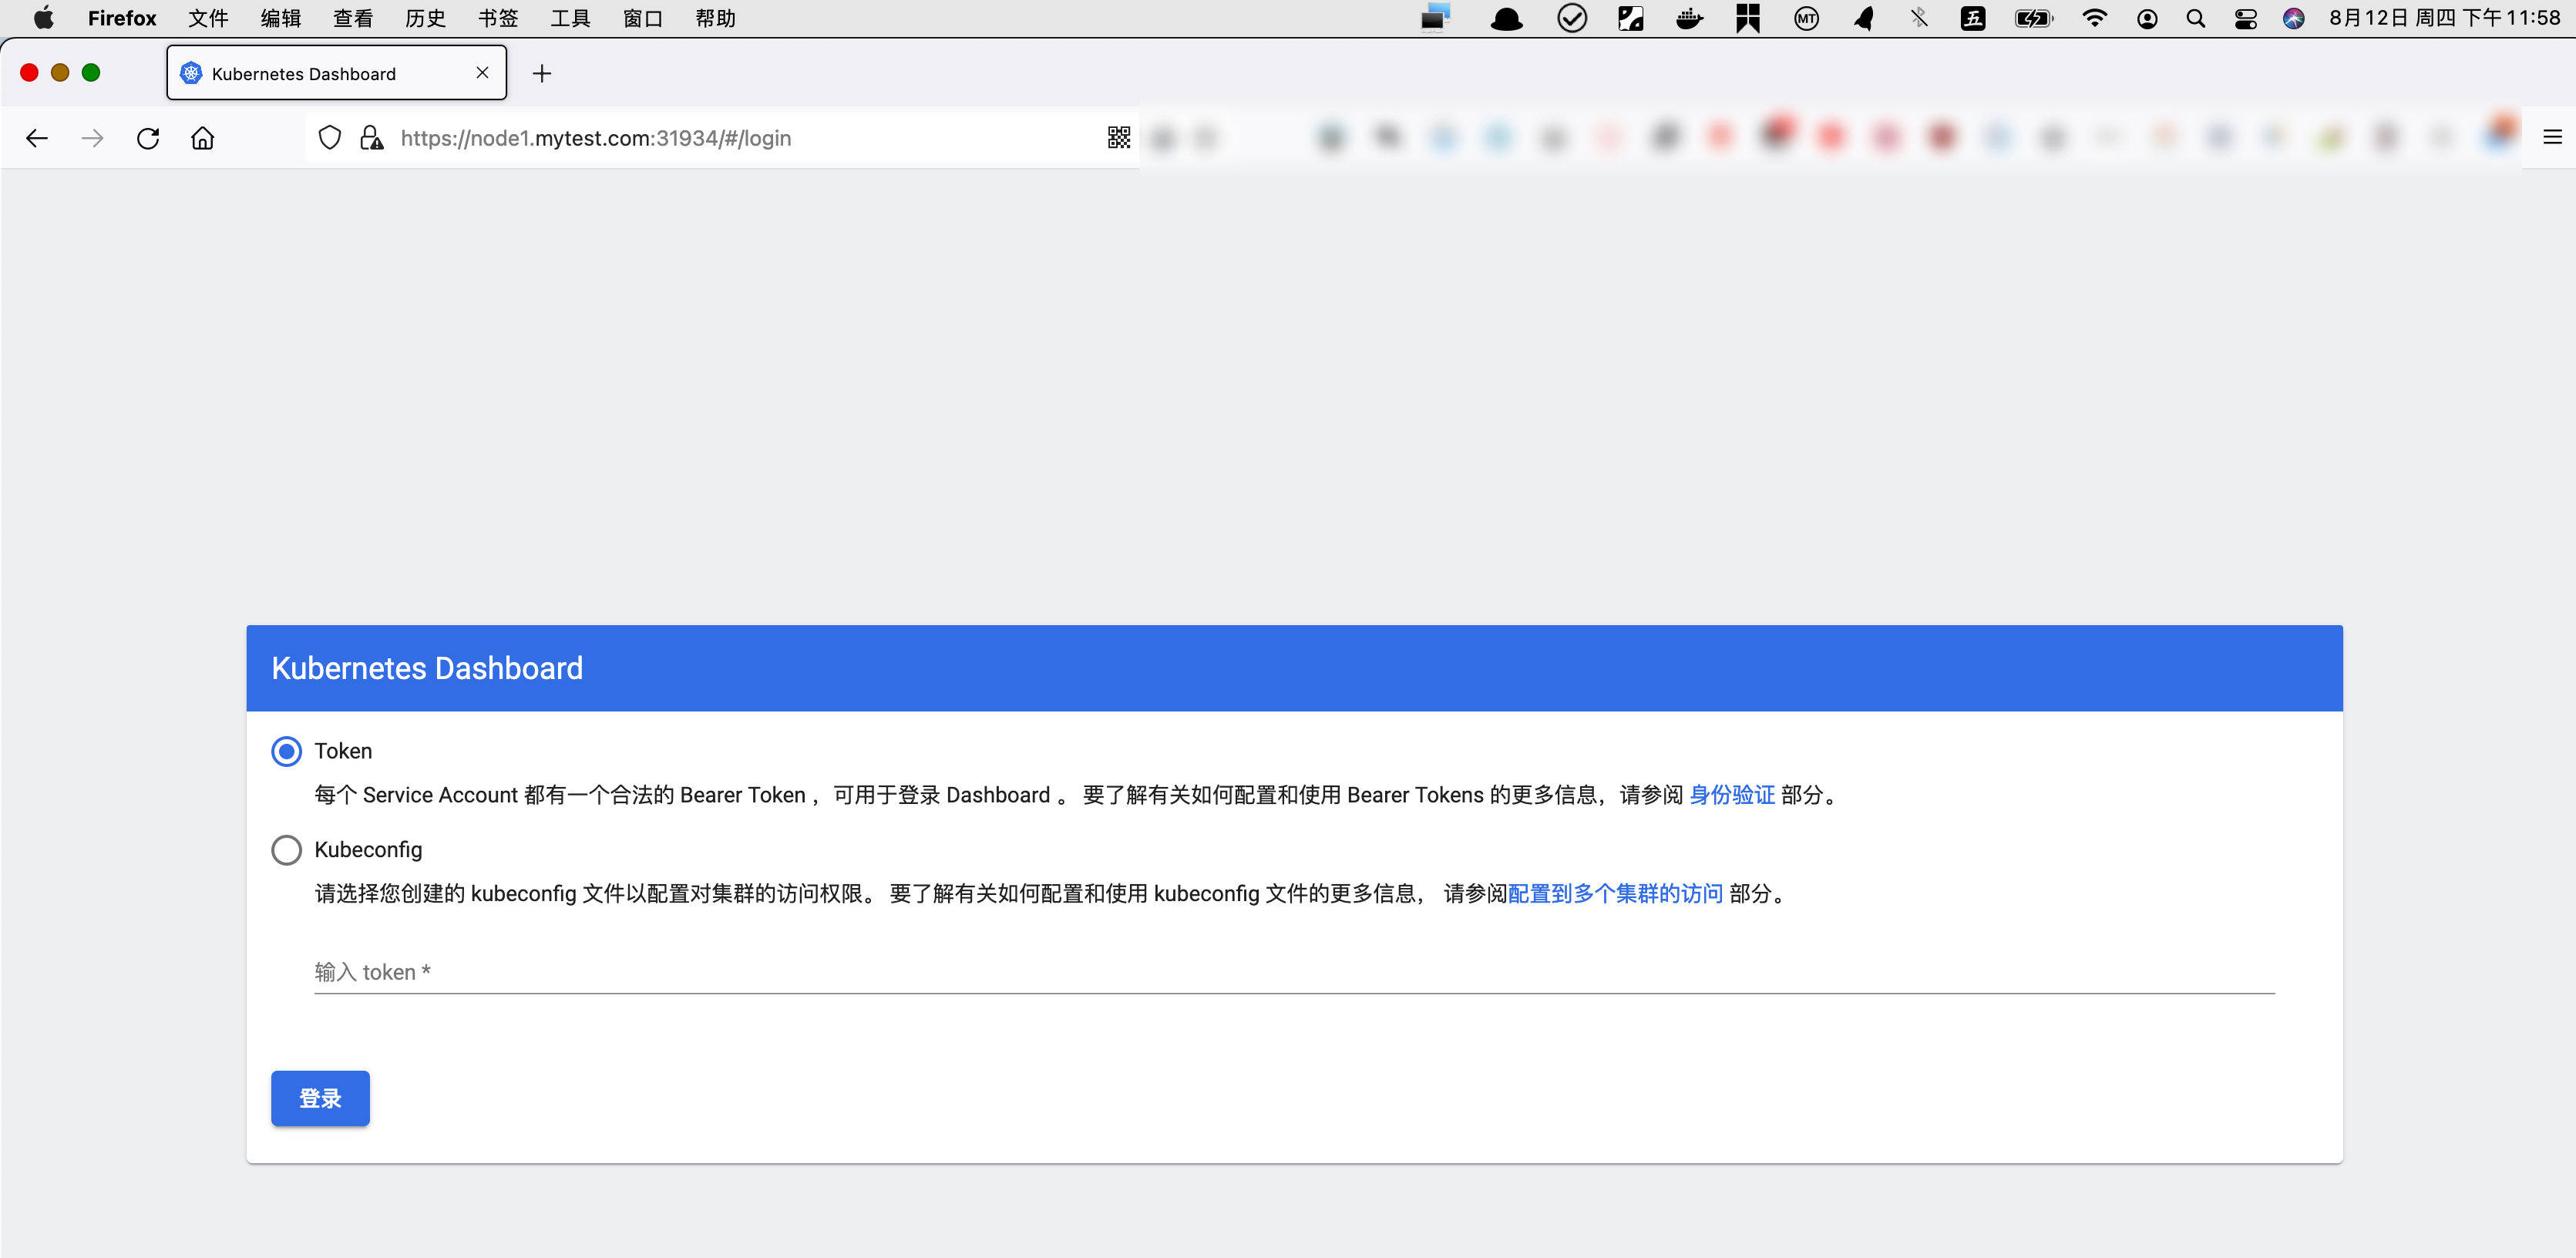 Firefox 文件 编辑 查看 历史 书签 工具 窗口 帮助 MT 五 8月12日 周四 下午11:58
Kubernetes Dashboard
https://node1.mytest.com:31934/#/login
Kubernetes Dashboard
Token
每个 Service Account 都有一个合法的 Bearer Token ，可用于登录 Dashboard 。 要了解有关如何配置和使用 Bearer Tokens 的更多信息，请参阅 身份验证 部分。
Kubeconfig
请选择您创建的 kubeconfig 文件以配置对集群的访问权限。 要了解有关如何配置和使用 kubeconfig 文件的更多信息， 请参阅配置到多个集群的访问 部分。
输入 token *
登录